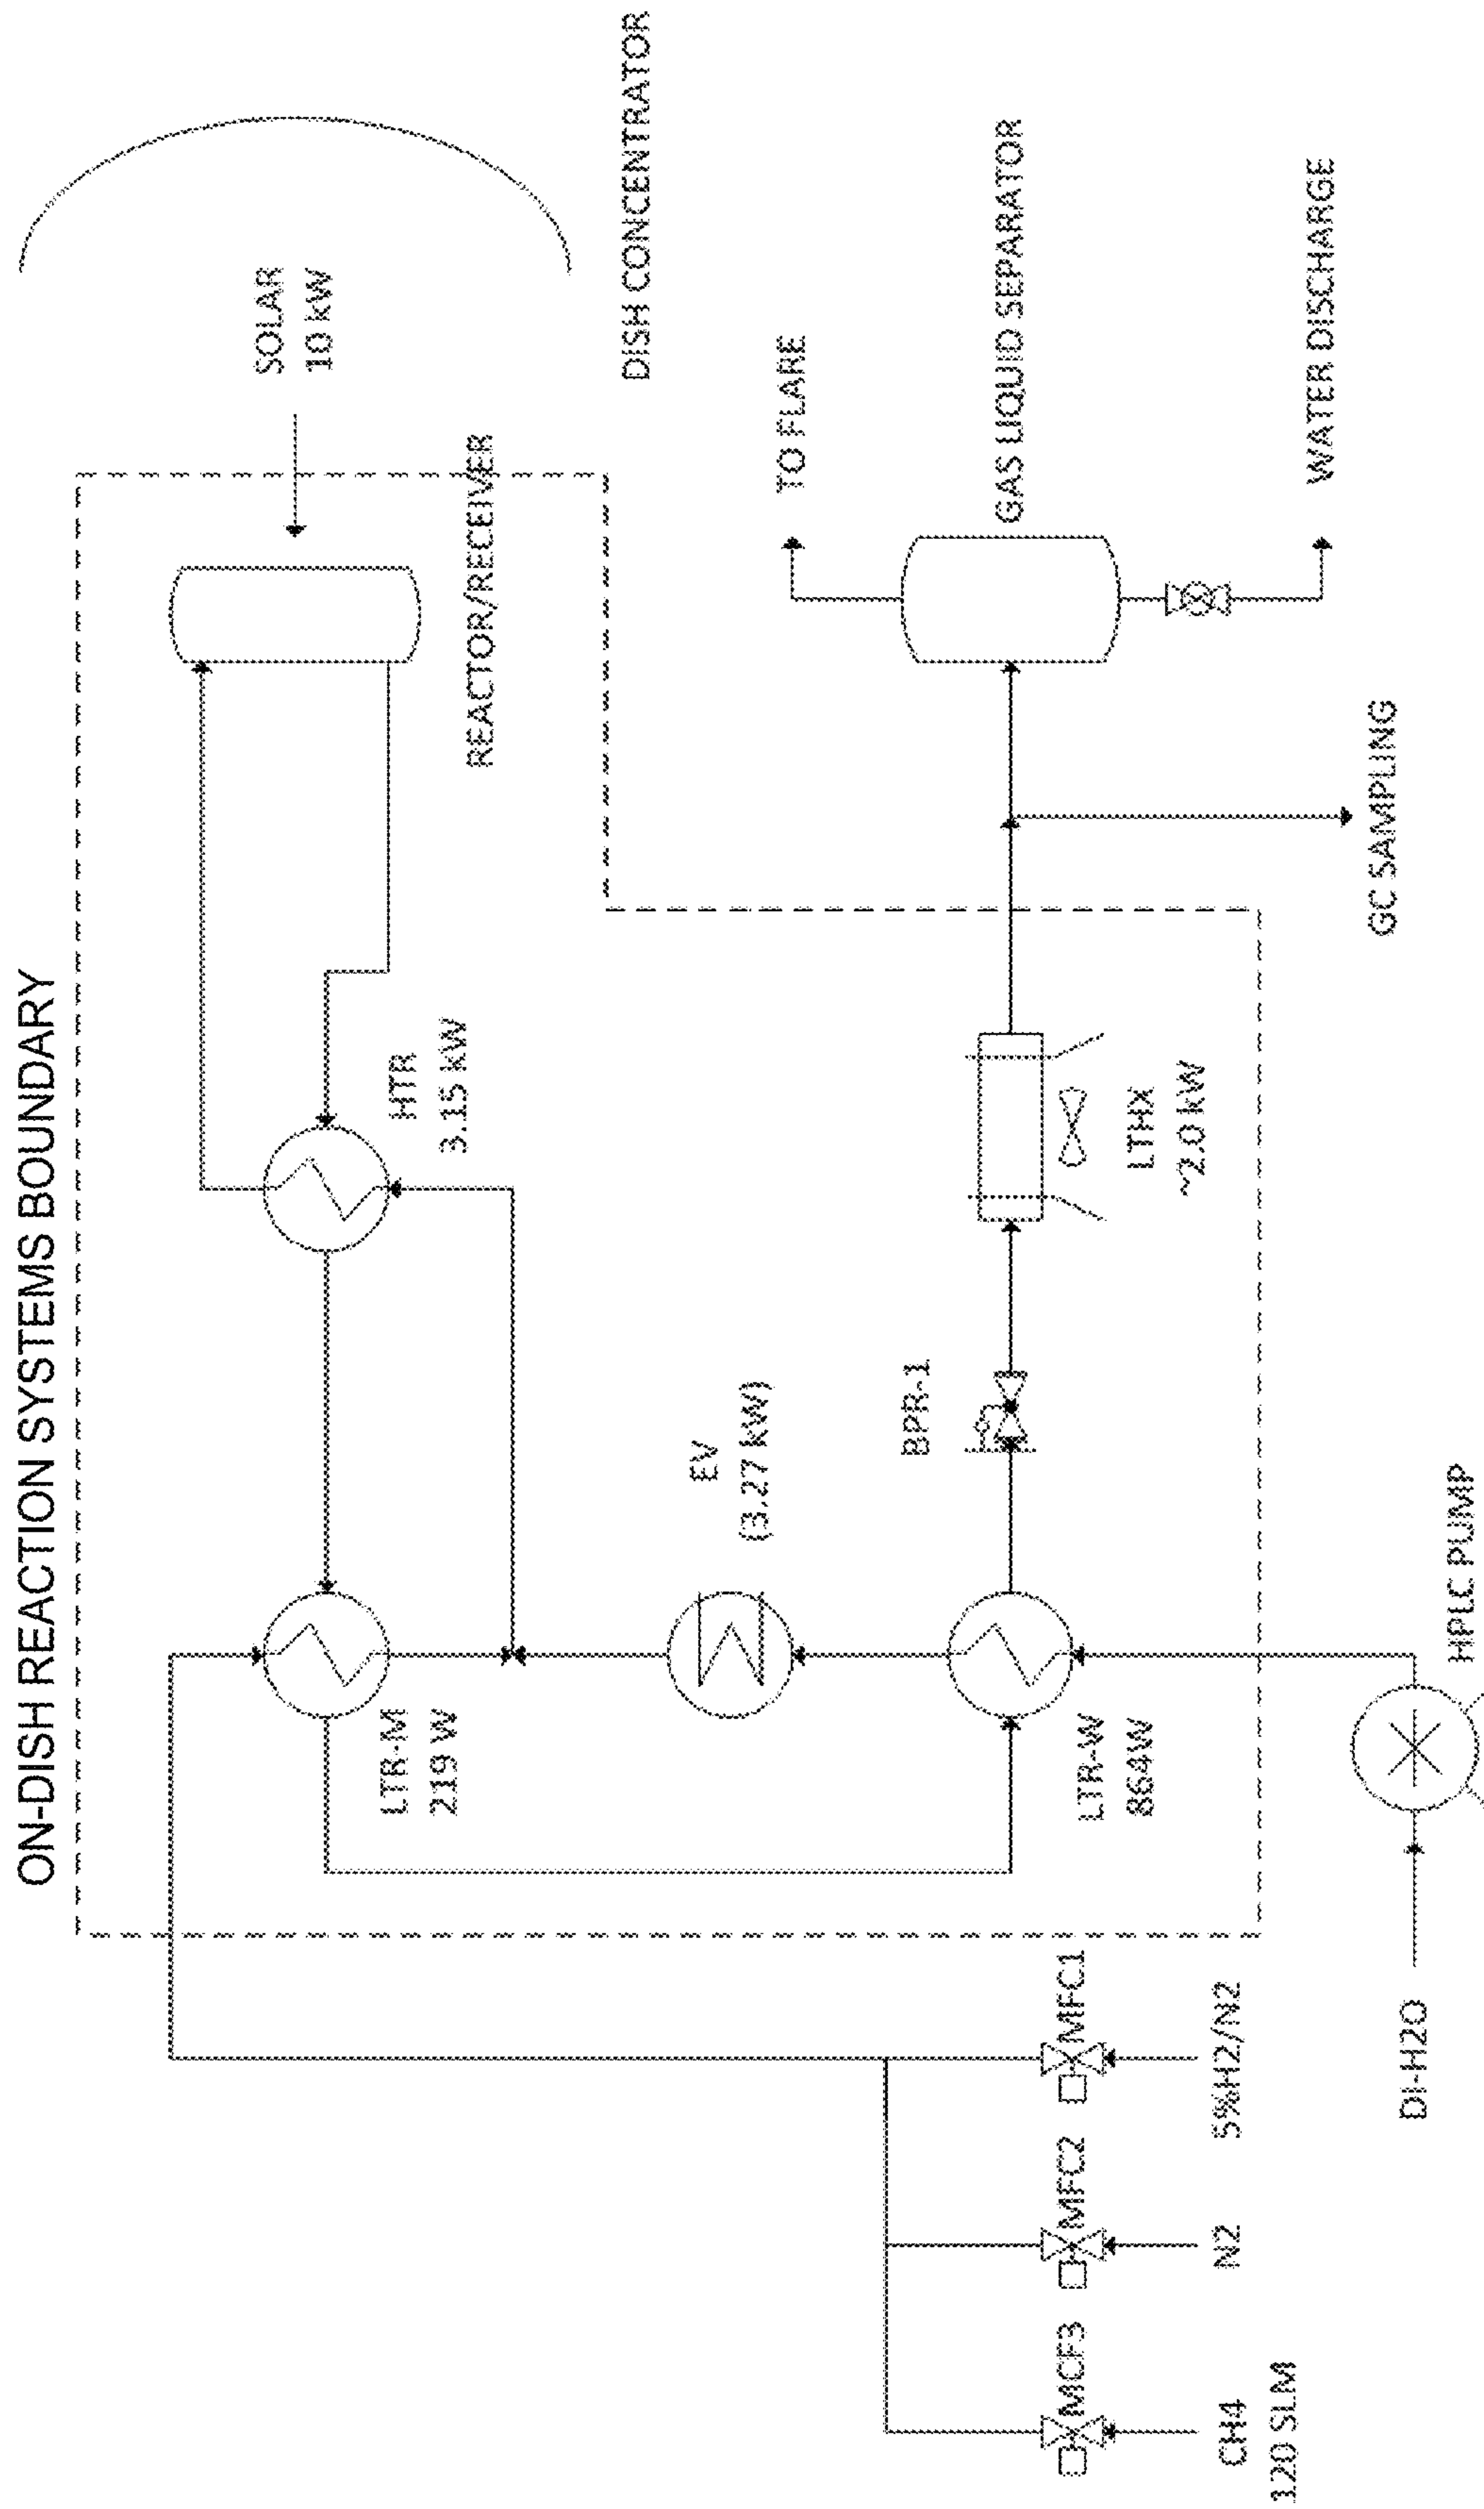 ON-DISH REACTION SYSTEMS BOUNDARY
SOLAR
10 kW
DISH CONCENTRATOR
REACTOR/RECEIVER
HTR
3.15 kW
LTR-M
219 W
EV
(3.27 kW)
TO FLARE
GAS LIQUID SEPARATOR
WATER DISCHARGE
GC SAMPLING
BPR-1
LTHX
~2.0 kW
LTR-W
864W
MCF3
MFC2
MFC1
CH4
120 SLM
N2
5%H2/N2
DI-H2O
HPLC PUMP